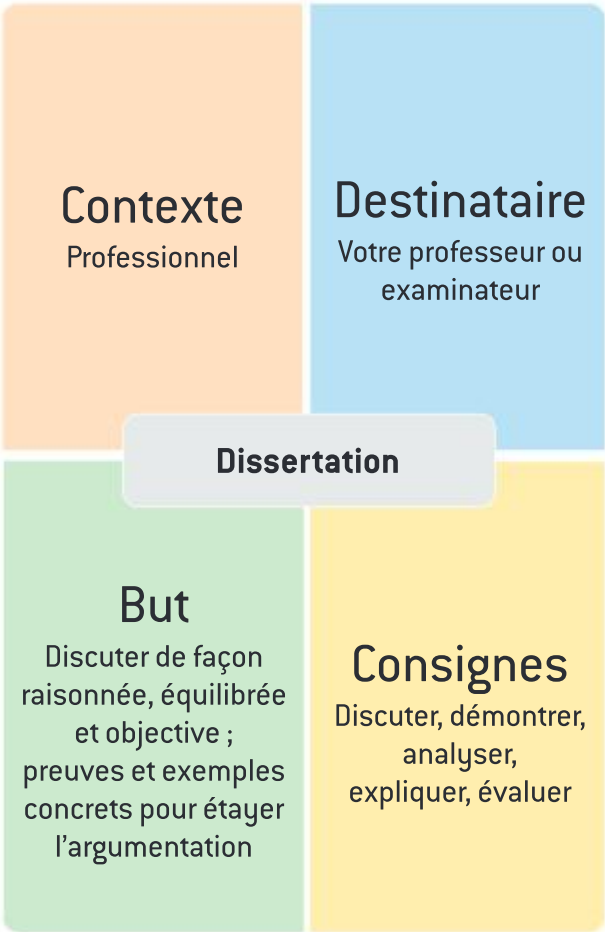 Contexte
Professionnel
Destinataire
Votre professeur ou
examinateur
Dissertation
But
Discuter de façon
raisonnée, équilibrée
et objective ;
preuves et exemples
concrets pour étayer
l'argumentation
Consignes
Discuter, démontrer,
analyser,
expliquer, évaluer